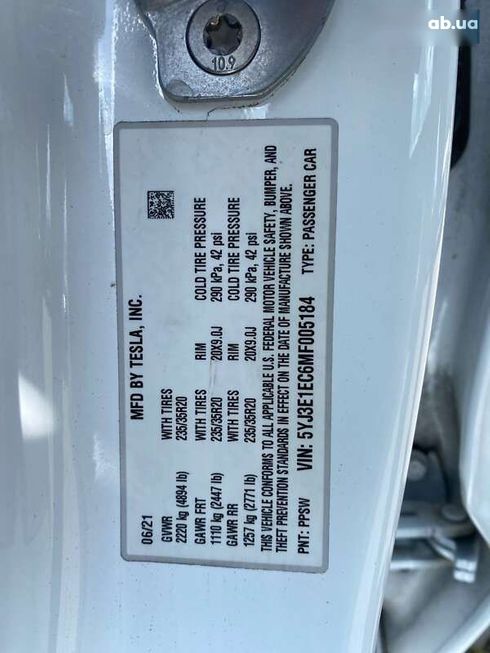 ab.ua
10.9
MFD BY TESLA, INC.
06/21
GVWR WITH TIRES RIM COLD TIRE PRESSURE
2220 kg (4894 lb) 235/35R20 20X9.0J 290 kPa, 42 psi
GAWR FRT
1110 kg (2447 lb)
GAWR RR WITH TIRES RIM COLD TIRE PRESSURE
1257 kg (2771 lb) 235/35R20 20X9.0J 290 kPa, 42 psi
THIS VEHICLE CONFORMS TO ALL APPLICABLE U.S. FEDERAL MOTOR VEHICLE SAFETY, BUMPER, AND
THEFT PREVENTION STANDARDS IN EFFECT ON THE DATE OF MANUFACTURE SHOWN ABOVE.
PNT: PPSW VIN: 5YJ3E1EC6MF005184 TYPE: PASSENGER CAR